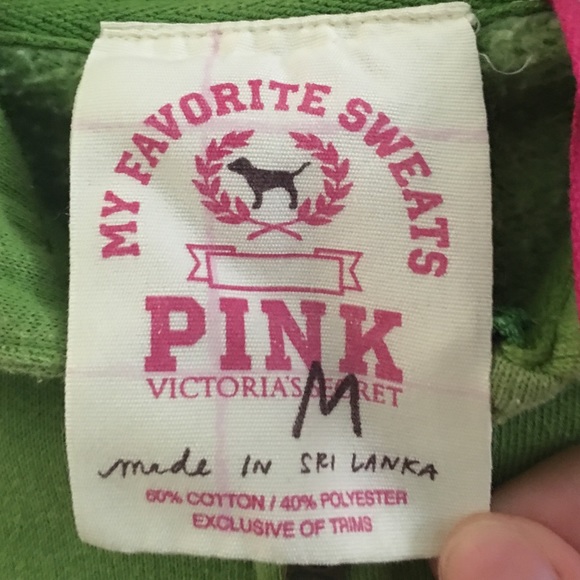 MY FAVORITE SWEATS
PINK
VICTORIA'S SECRET
M
made IN SRI LANKA
60% COTTON / 40% POLYESTER
EXCLUSIVE OF TRIMS